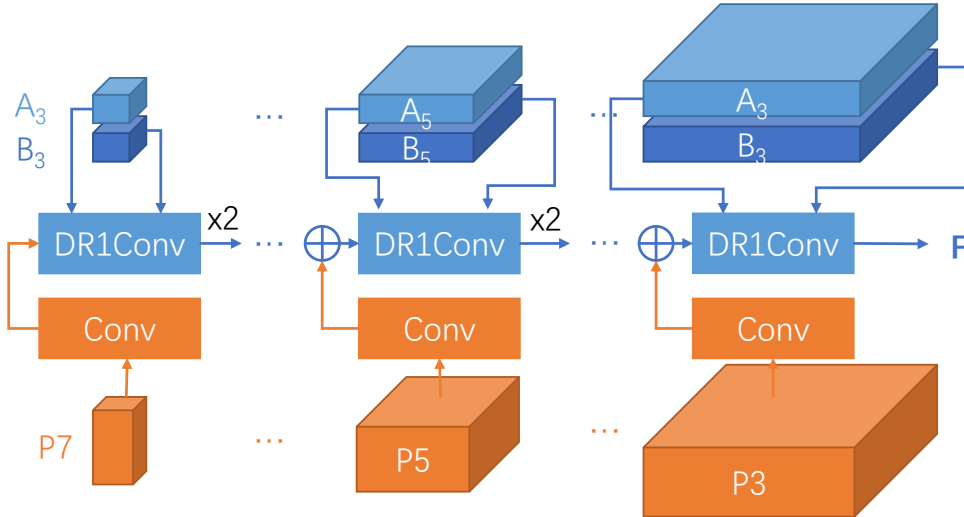 A3
B3
...
A5
B5
...
A3
B3
DR1Conv
x2
...
DR1Conv
x2
...
DR1Conv
F
Conv
Conv
Conv
P7
...
P5
...
P3